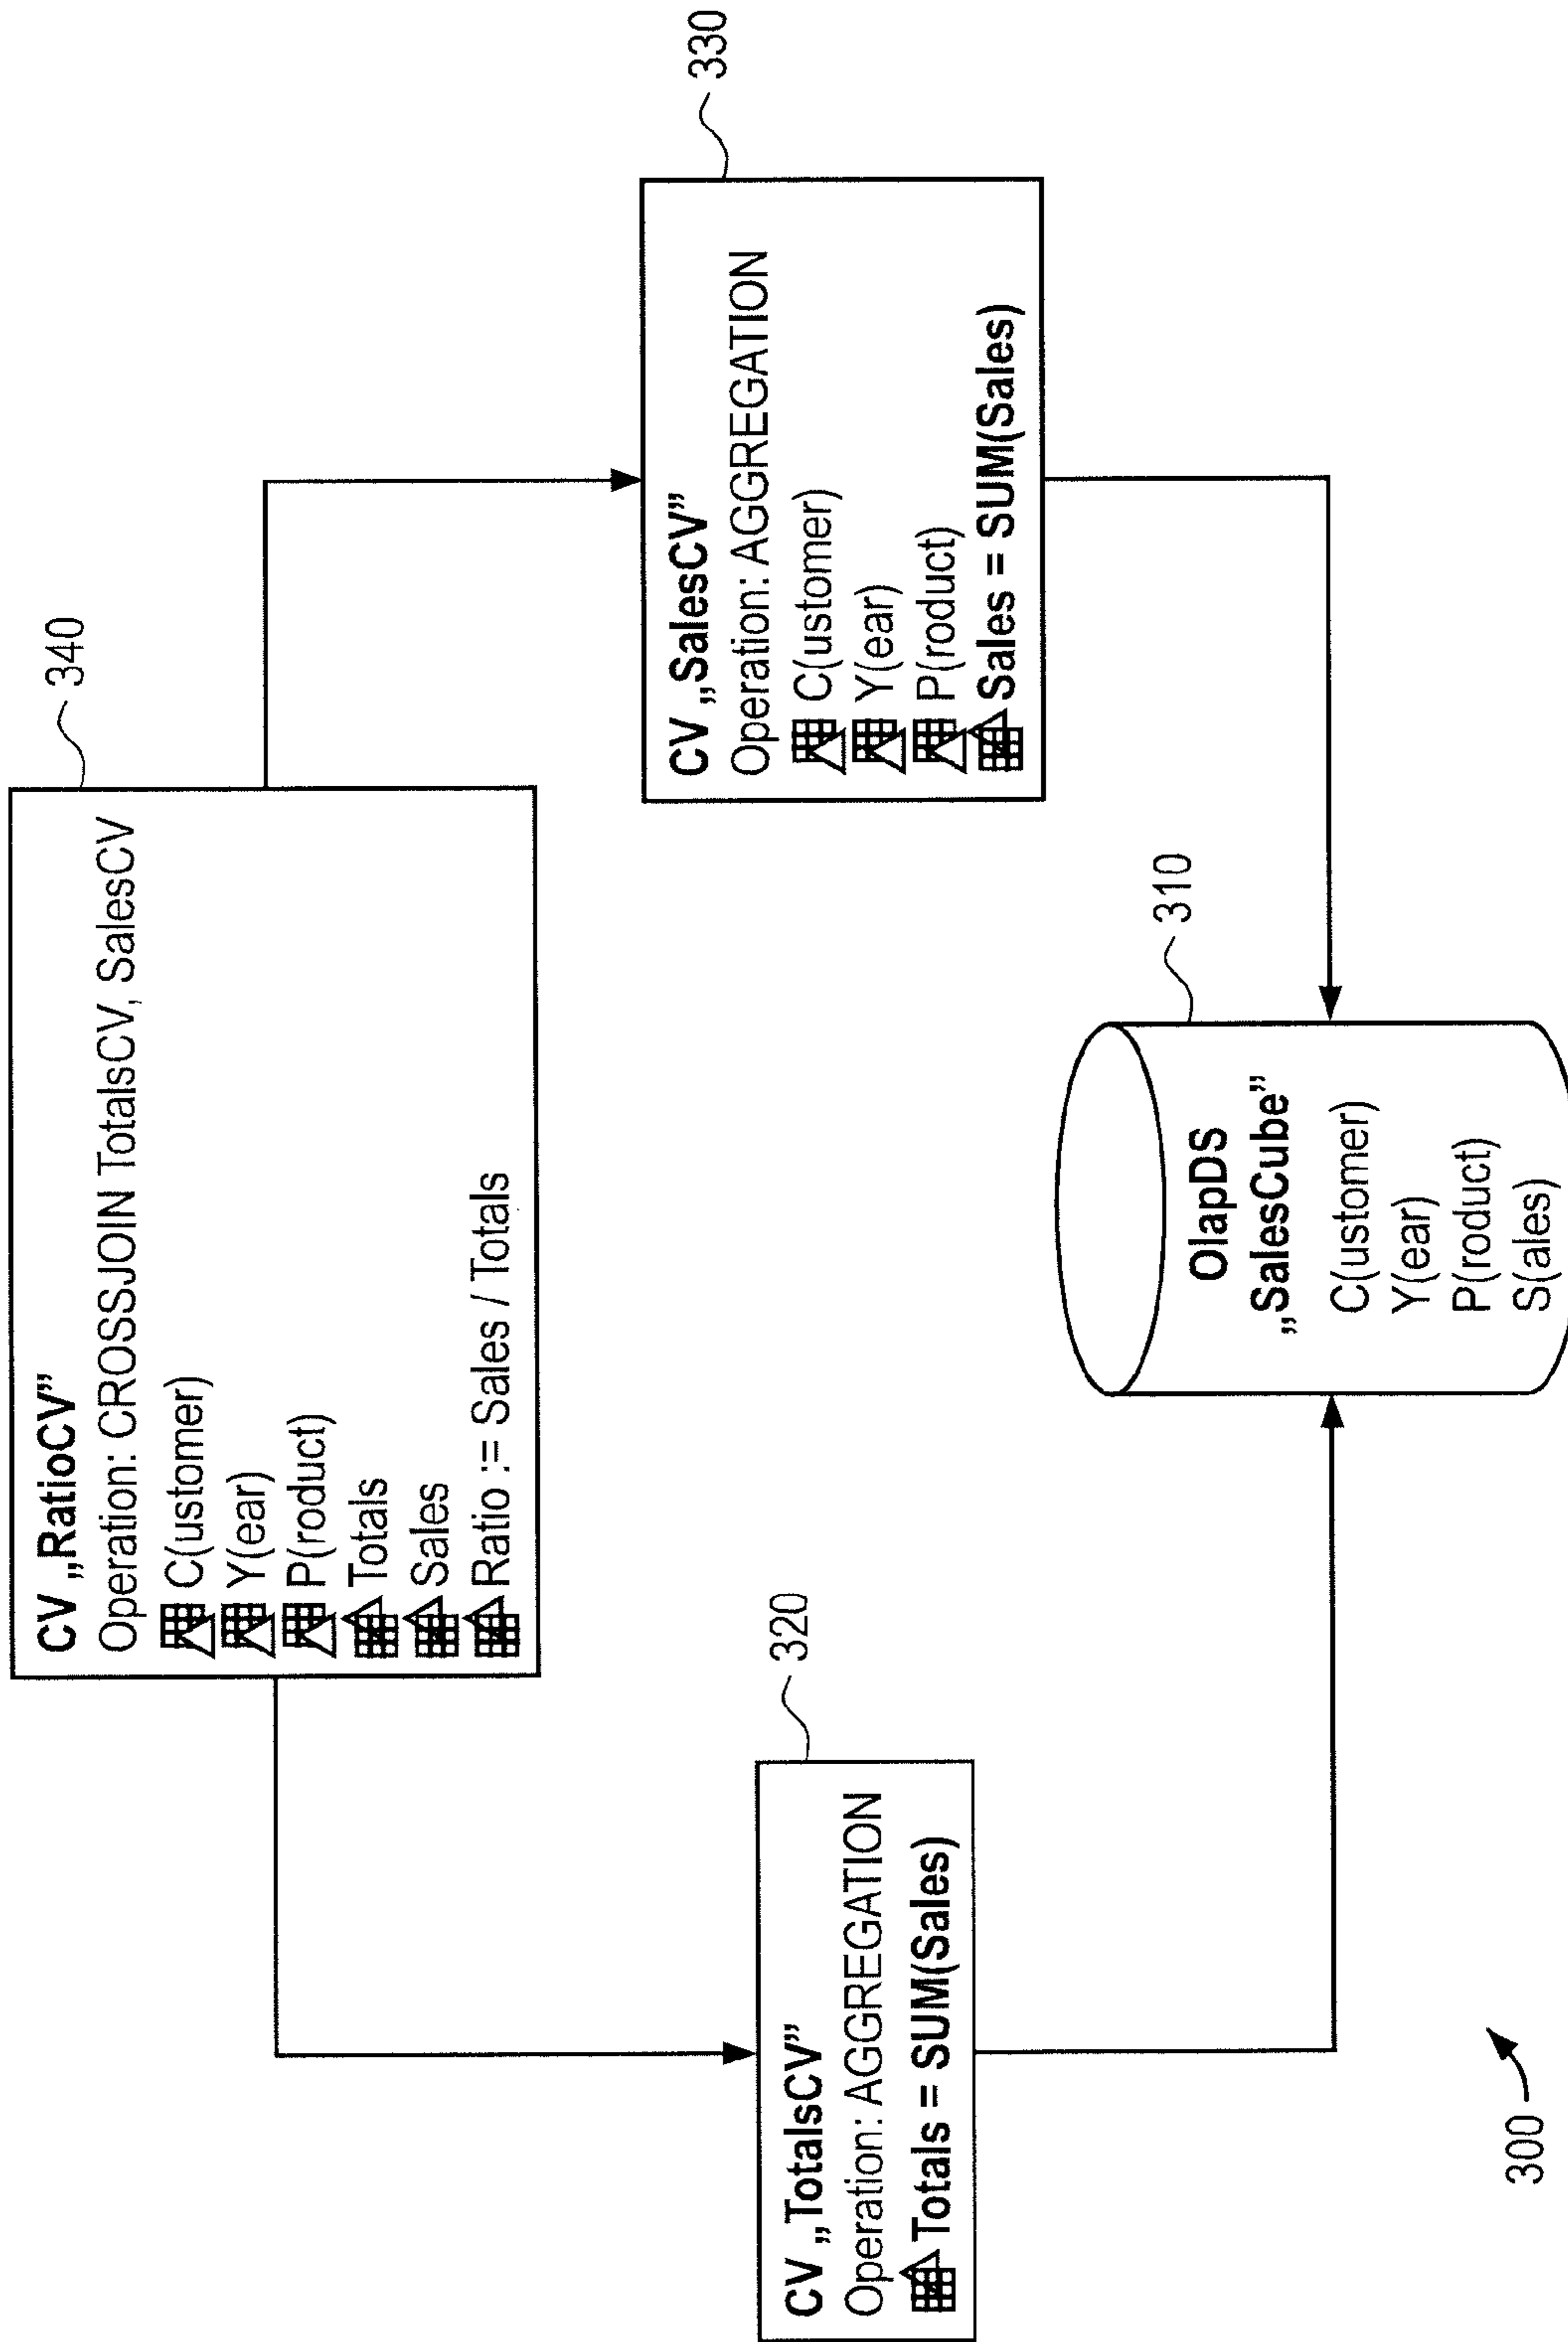 340
CV „RatioCV”
Operation: CROSSJOIN TotalsCV, SalesCV
C(ustomer)
Y(ear)
P(roduct)
Totals
Sales
Ratio := Sales / Totals
320
CV „TotalsCV”
Operation: AGGREGATION
Totals = SUM(Sales)
330
CV „SalesCV”
Operation: AGGREGATION
C(ustomer)
Y(ear)
P(roduct)
Sales = SUM(Sales)
310
OlapDS
„SalesCube”
C(ustomer)
Y(ear)
P(roduct)
S(ales)
300